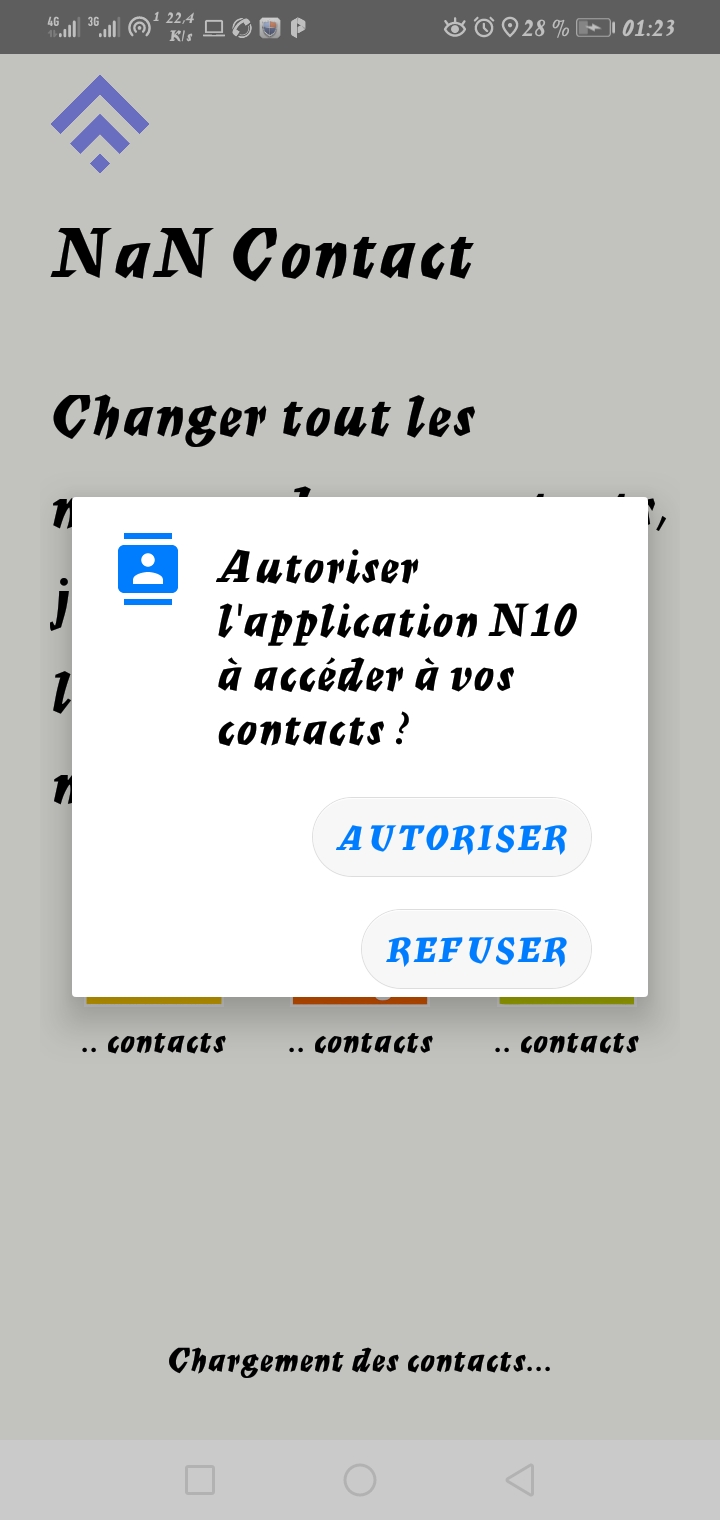 4G 3G 1 22,4 K/s 28 % 01:23
NaN Contact
Changer tout les
Autoriser
l'application N10
à accéder à vos
contacts ?
AUTORISER
REFUSER
.. contacts .. contacts .. contacts
Chargement des contacts...